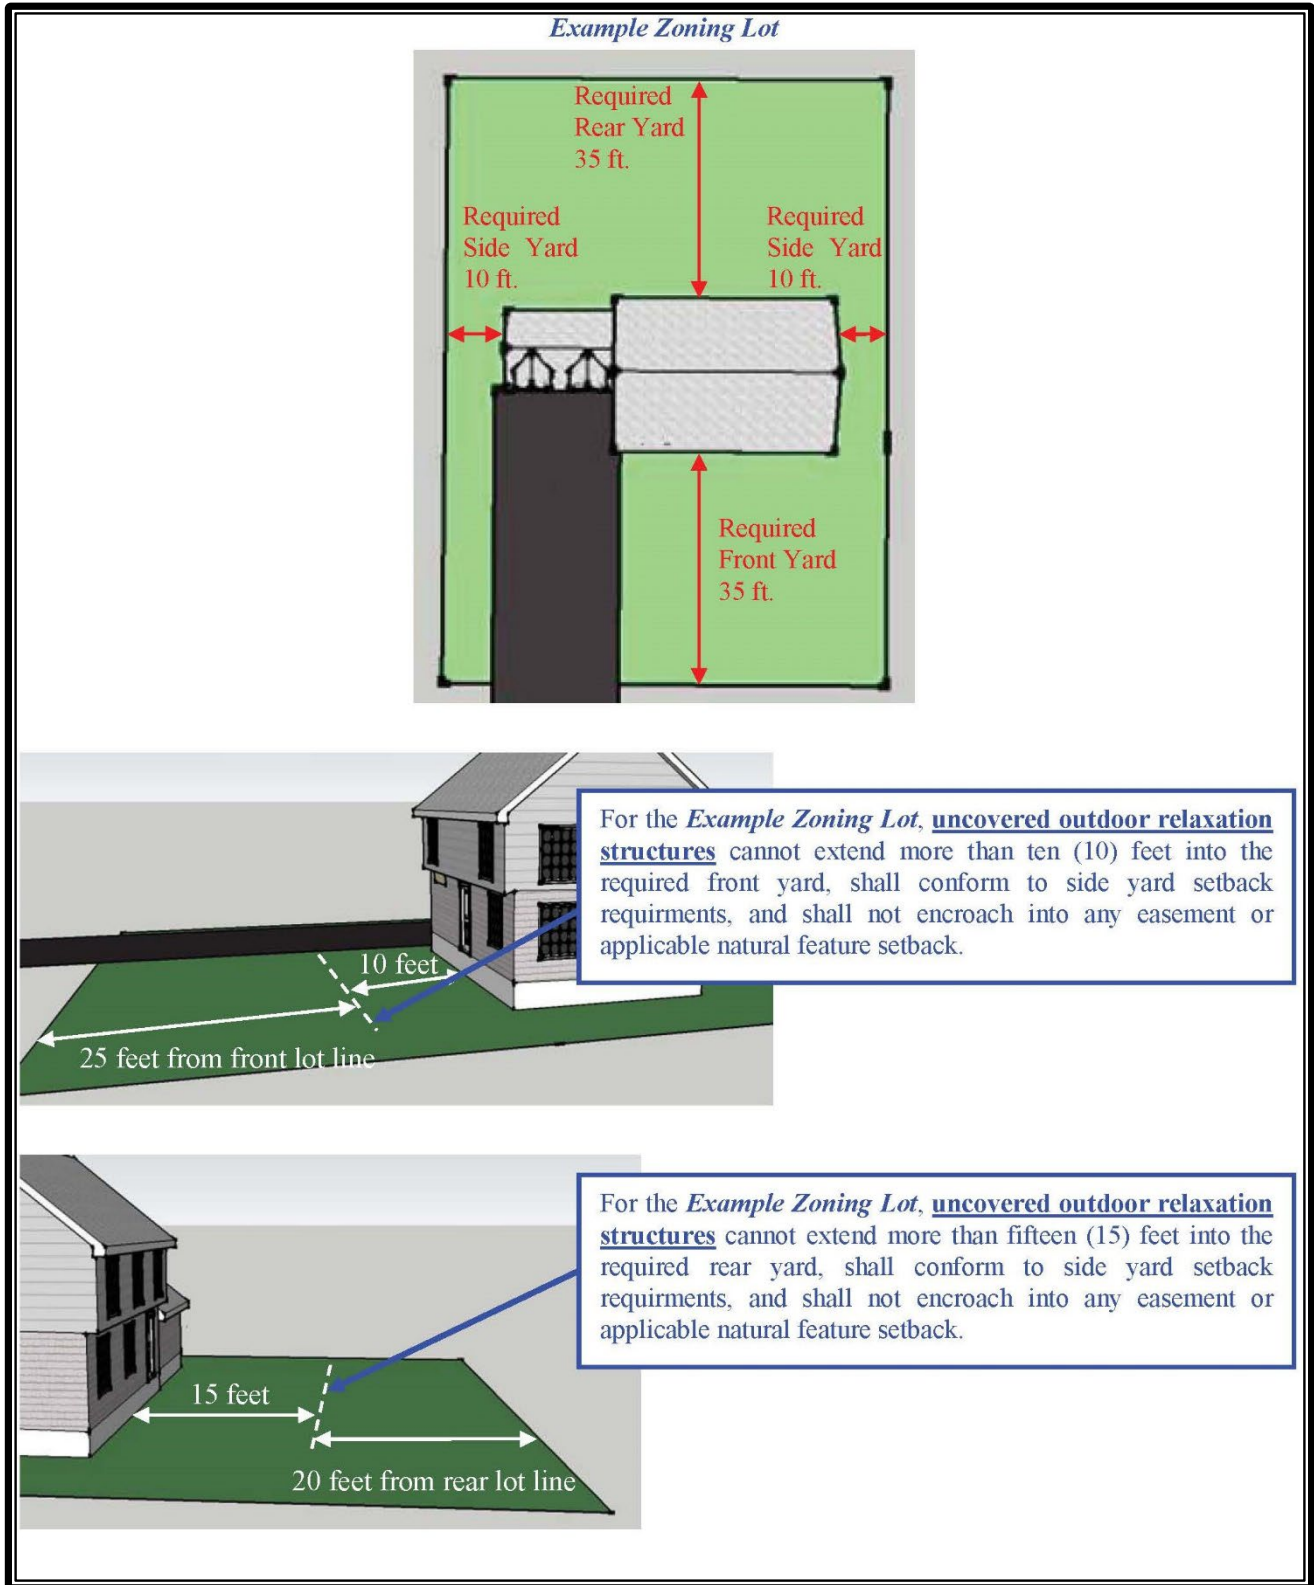 Example Zoning Lot
Required
Rear Yard
35 ft.
Required
Side Yard
10 ft.
Required
Side Yard
10 ft.
Required
Front Yard
35 ft.
For the Example Zoning Lot, uncovered outdoor relaxation
structures cannot extend more than ten (10) feet into the
required front yard, shall conform to side yard setback
requirments, and shall not encroach into any easement or
applicable natural feature setback.
10 feet
25 feet from front lot line
For the Example Zoning Lot, uncovered outdoor relaxation
structures cannot extend more than fifteen (15) feet into the
required rear yard, shall conform to side yard setback
requirments, and shall not encroach into any easement or
applicable natural feature setback.
15 feet
20 feet from rear lot line